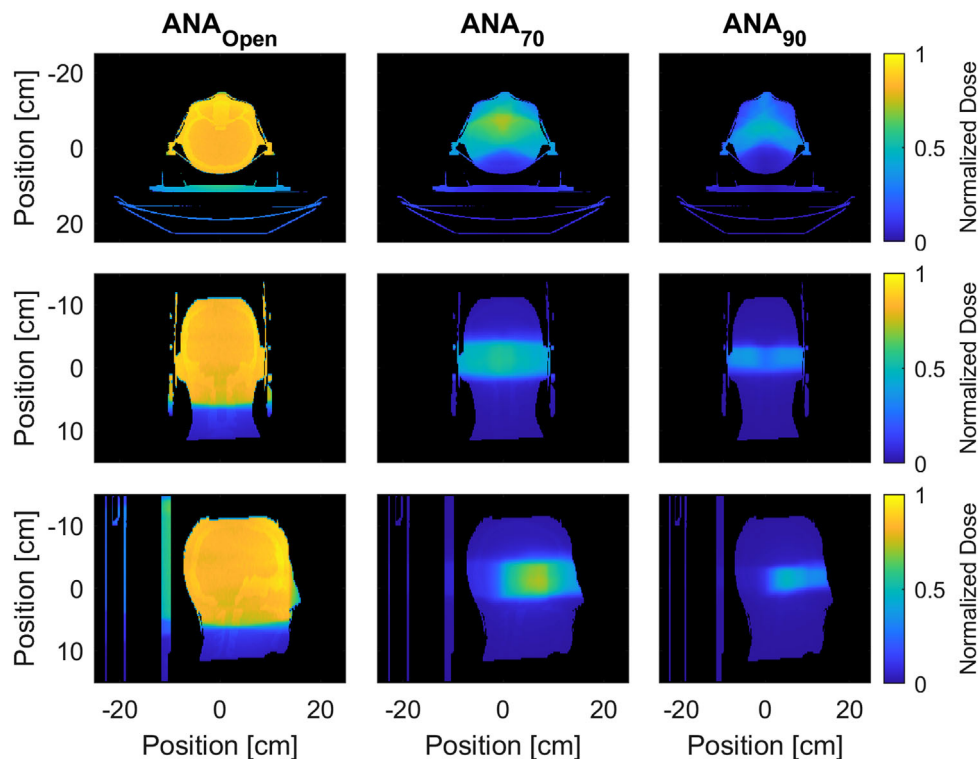 ANA_Open ANA_70 ANA_90
Position [cm]
-20
0
20
1
0.5
0
Normalized Dose
Position [cm]
-10
0
10
1
0.5
0
Normalized Dose
Position [cm]
-10
0
10
1
0.5
0
Normalized Dose
-20 0 20 -20 0 20 -20 0 20
Position [cm] Position [cm] Position [cm]